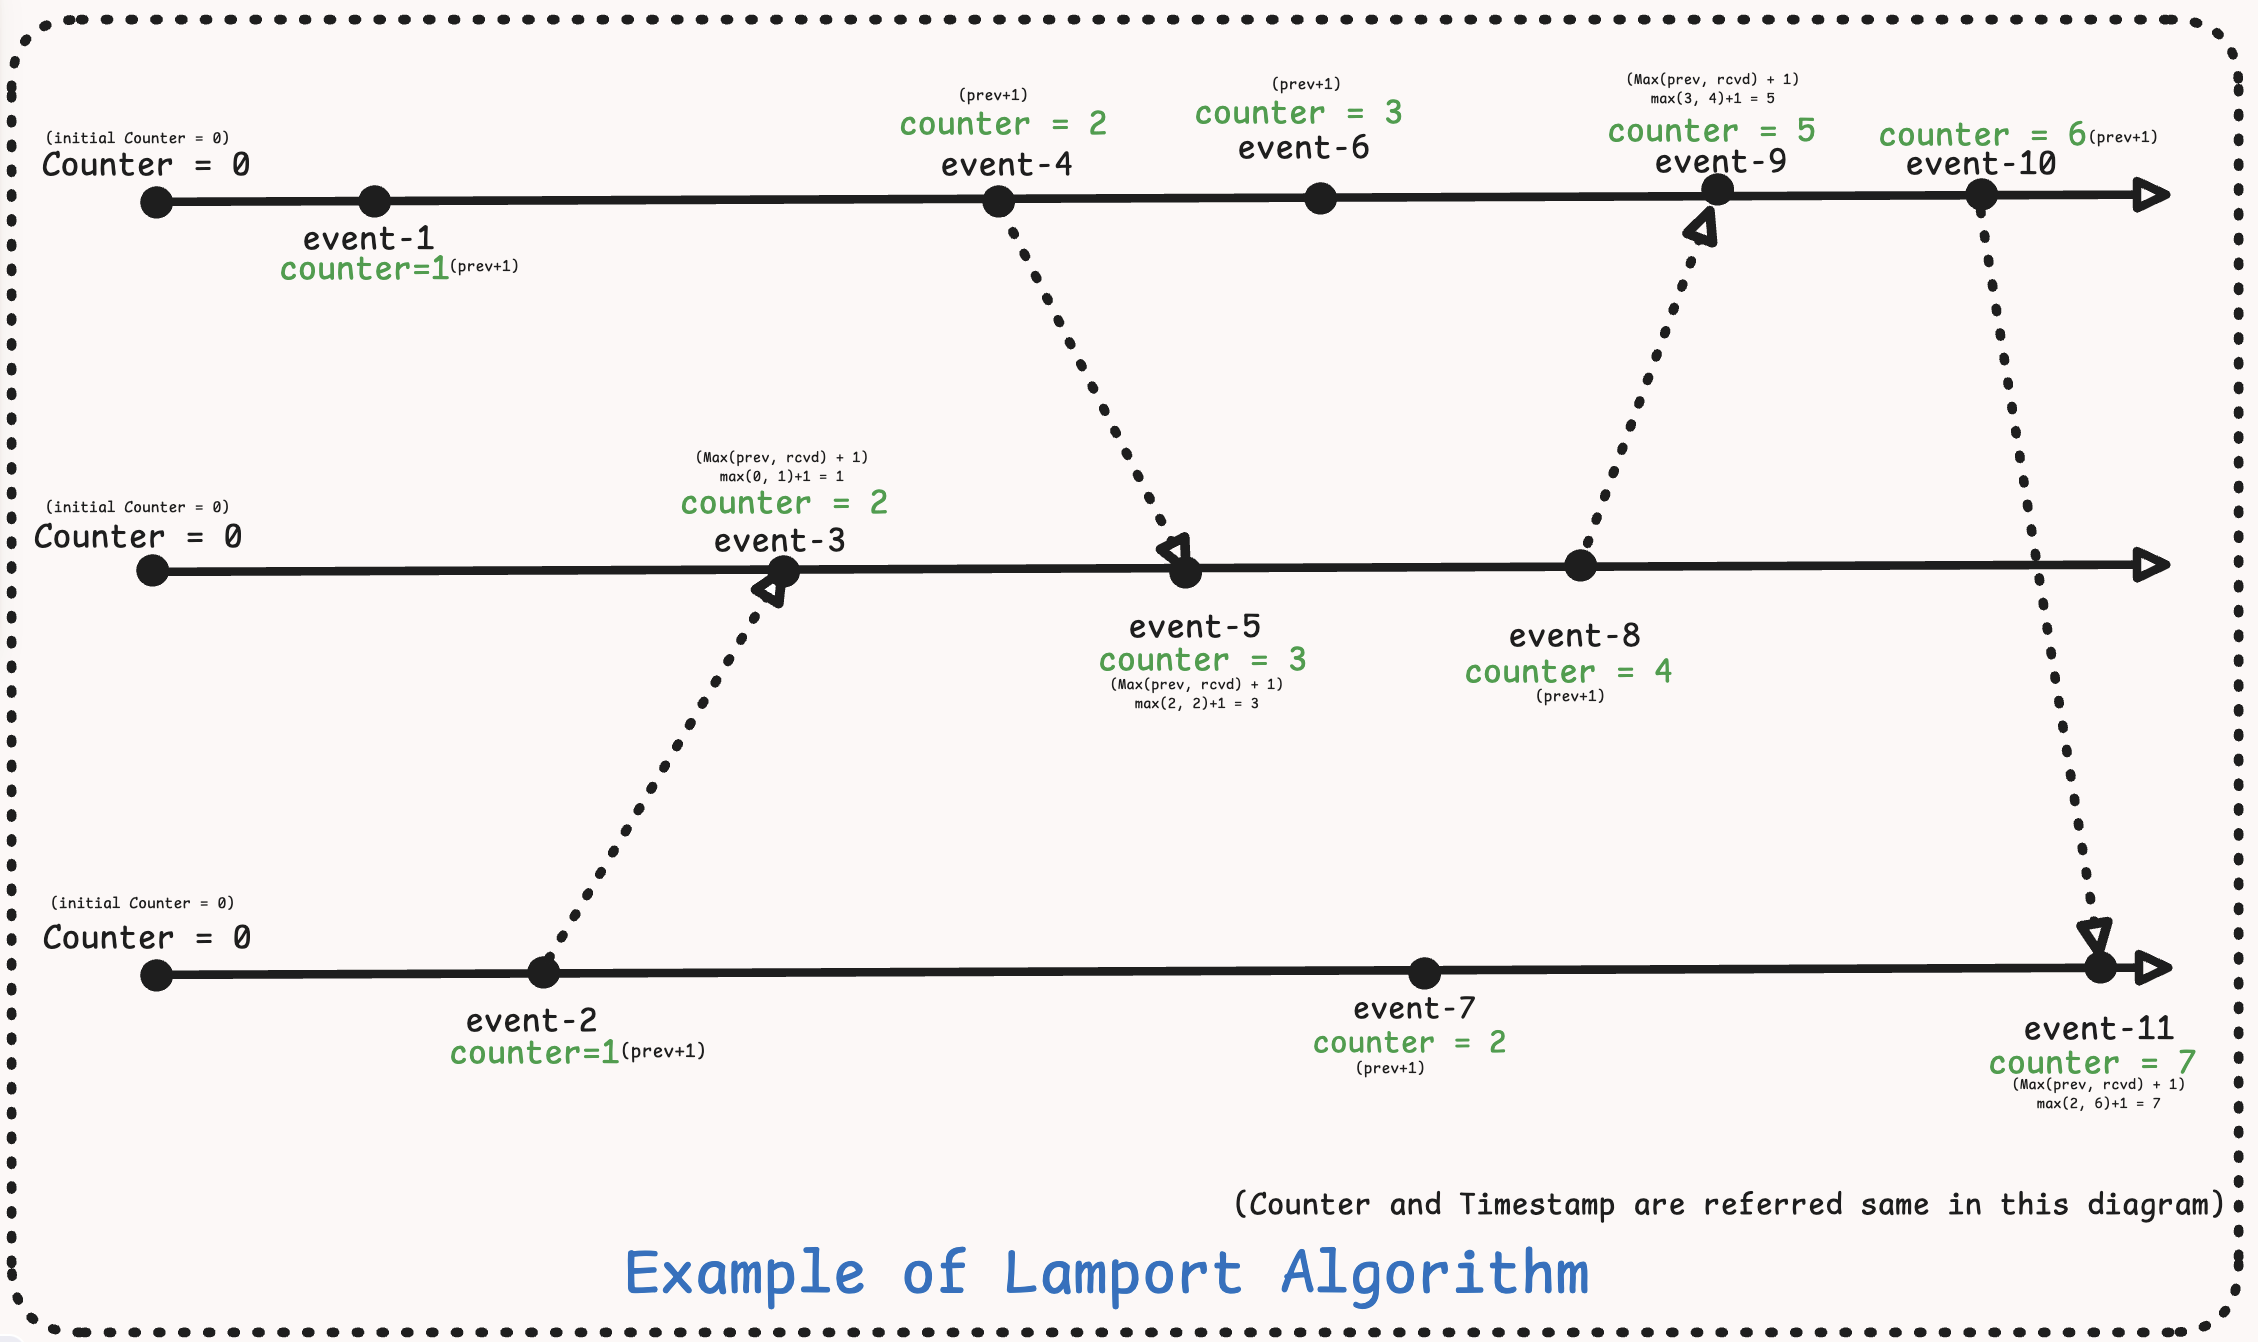 (prev+1)
counter = 2
event-4
(prev+1)
counter = 3
event-6
(Max(prev, rcvd) + 1)
max(3, 4)+1 = 5
counter = 5
event-9
counter = 6(prev+1)
event-10
(initial Counter = 0)
Counter = 0
event-1
counter=1(prev+1)
(Max(prev, rcvd) + 1)
max(0, 1)+1 = 1
counter = 2
event-3
(initial Counter = 0)
Counter = 0
event-5
counter = 3
(Max(prev, rcvd) + 1)
max(2, 2)+1 = 3
event-8
counter = 4
(prev+1)
(initial Counter = 0)
Counter = 0
event-2
counter=1(prev+1)
event-7
counter = 2
(prev+1)
event-11
counter = 7
(Max(prev, rcvd) + 1)
max(2, 6)+1 = 7
(Counter and Timestamp are referred same in this diagram)
Example of Lamport Algorithm